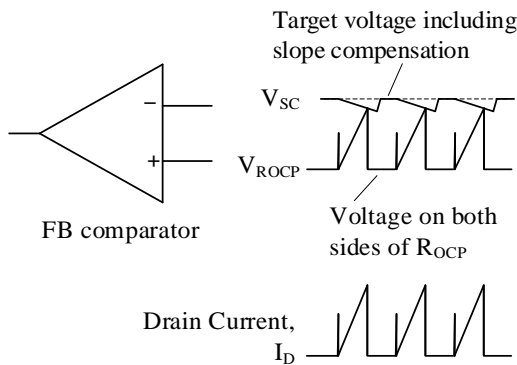 Target voltage including
slope compensation
V_SC
−
+
V_ROCP
FB comparator
Voltage on both
sides of R_OCP
Drain Current,
I_D